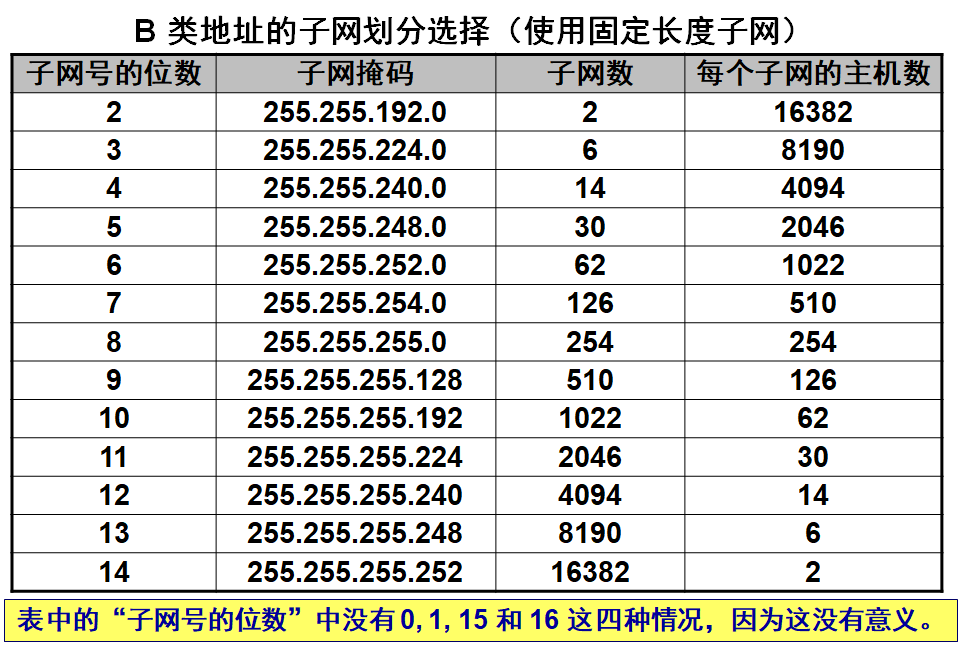 B 类地址的子网划分选择（使用固定长度子网）
子网号的位数 子网掩码 子网数 每个子网的主机数
2 255.255.192.0 2 16382
3 255.255.224.0 6 8190
4 255.255.240.0 14 4094
5 255.255.248.0 30 2046
6 255.255.252.0 62 1022
7 255.255.254.0 126 510
8 255.255.255.0 254 254
9 255.255.255.128 510 126
10 255.255.255.192 1022 62
11 255.255.255.224 2046 30
12 255.255.255.240 4094 14
13 255.255.255.248 8190 6
14 255.255.255.252 16382 2
表中的“子网号的位数”中没有 0, 1, 15 和 16 这四种情况，因为这没有意义。